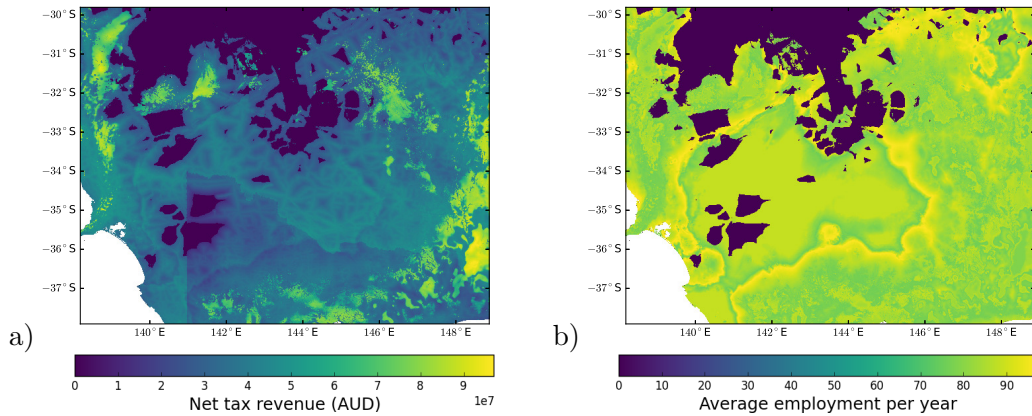 −30° S
−31° S
−32° S
−33° S
−34° S
−35° S
−36° S
−37° S
140° E 142° E 144° E 146° E 148° E
a)
0 1 2 3 4 5 6 7 8 9
1e7
Net tax revenue (AUD)
−30° S
−31° S
−32° S
−33° S
−34° S
−35° S
−36° S
−37° S
140° E 142° E 144° E 146° E 148° E
b)
0 10 20 30 40 50 60 70 80 90
Average employment per year